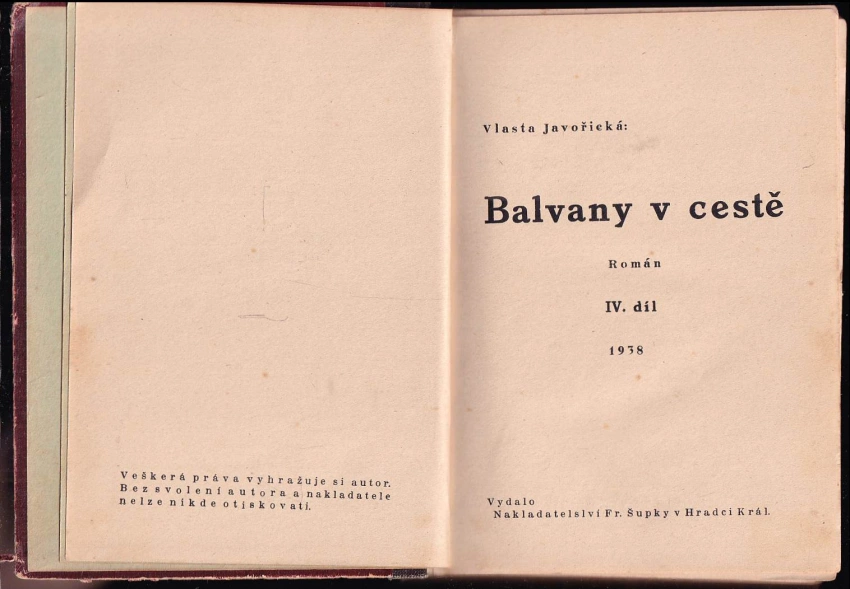 Veškerá práva vyhražuje si autor.
Bez svolení autora a nakladatele
nelze nikde otiskovati.
Vlasta Javořická:
Balvany v cestě
Román
IV. díl
1938
Vydalo
Nakladatelslví Fr. Šupky v Hradci Král.